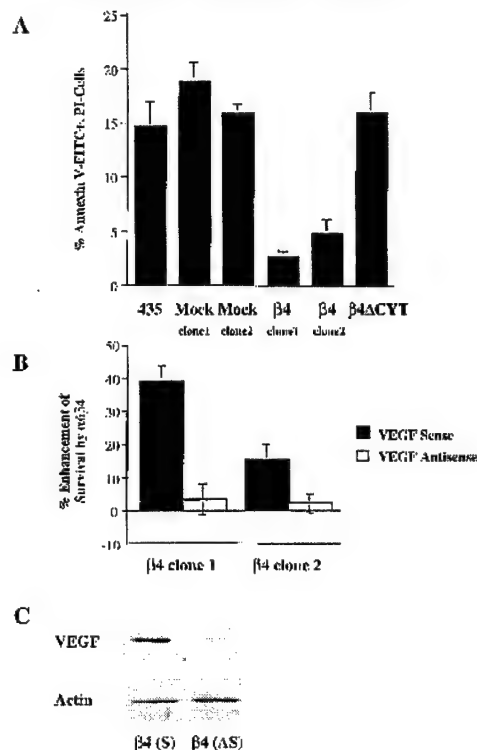 A
% Annexin V-FITC+, PI-Cells
25
20
15
10
5
0
435 Mock Mock β4 β4 β4ΔCYT
clone1 clone2 clone1 clone2
B
% Enhancement of
Survival by α6β4
50
40
30
20
10
0
-10
VEGF Sense
VEGF Antisense
β4 clone 1 β4 clone 2
C
VEGF
Actin
β4 (S) β4 (AS)